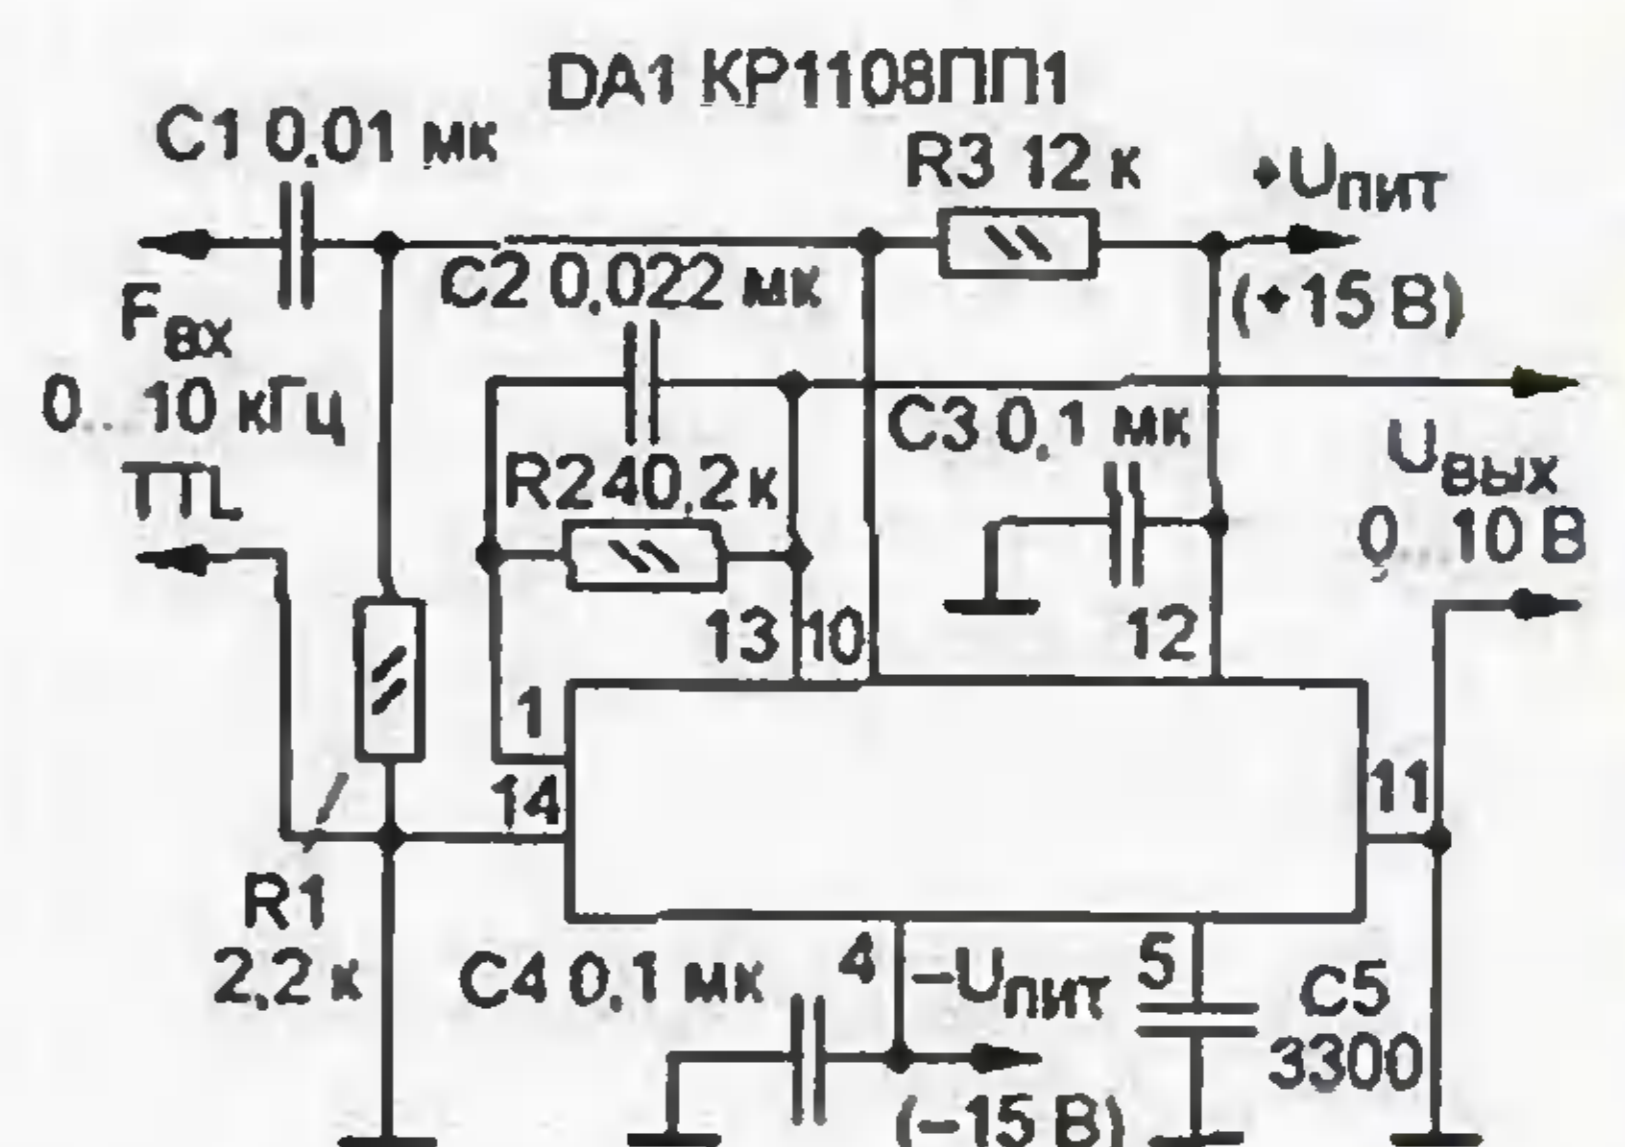 DA1 КР1108ПП1
C1 0,01 мк
R3 12 к
+Uпит
(+15 В)
C2 0,022 мк
Fвх
0...10 кГц
TTL
C3 0,1 мк
Uвых
0...10 В
R2 40,2 к
13
10
12
1
14
11
R1
2,2 к
C4 0,1 мк
4
−Uпит
(−15 В)
5
C5
3300